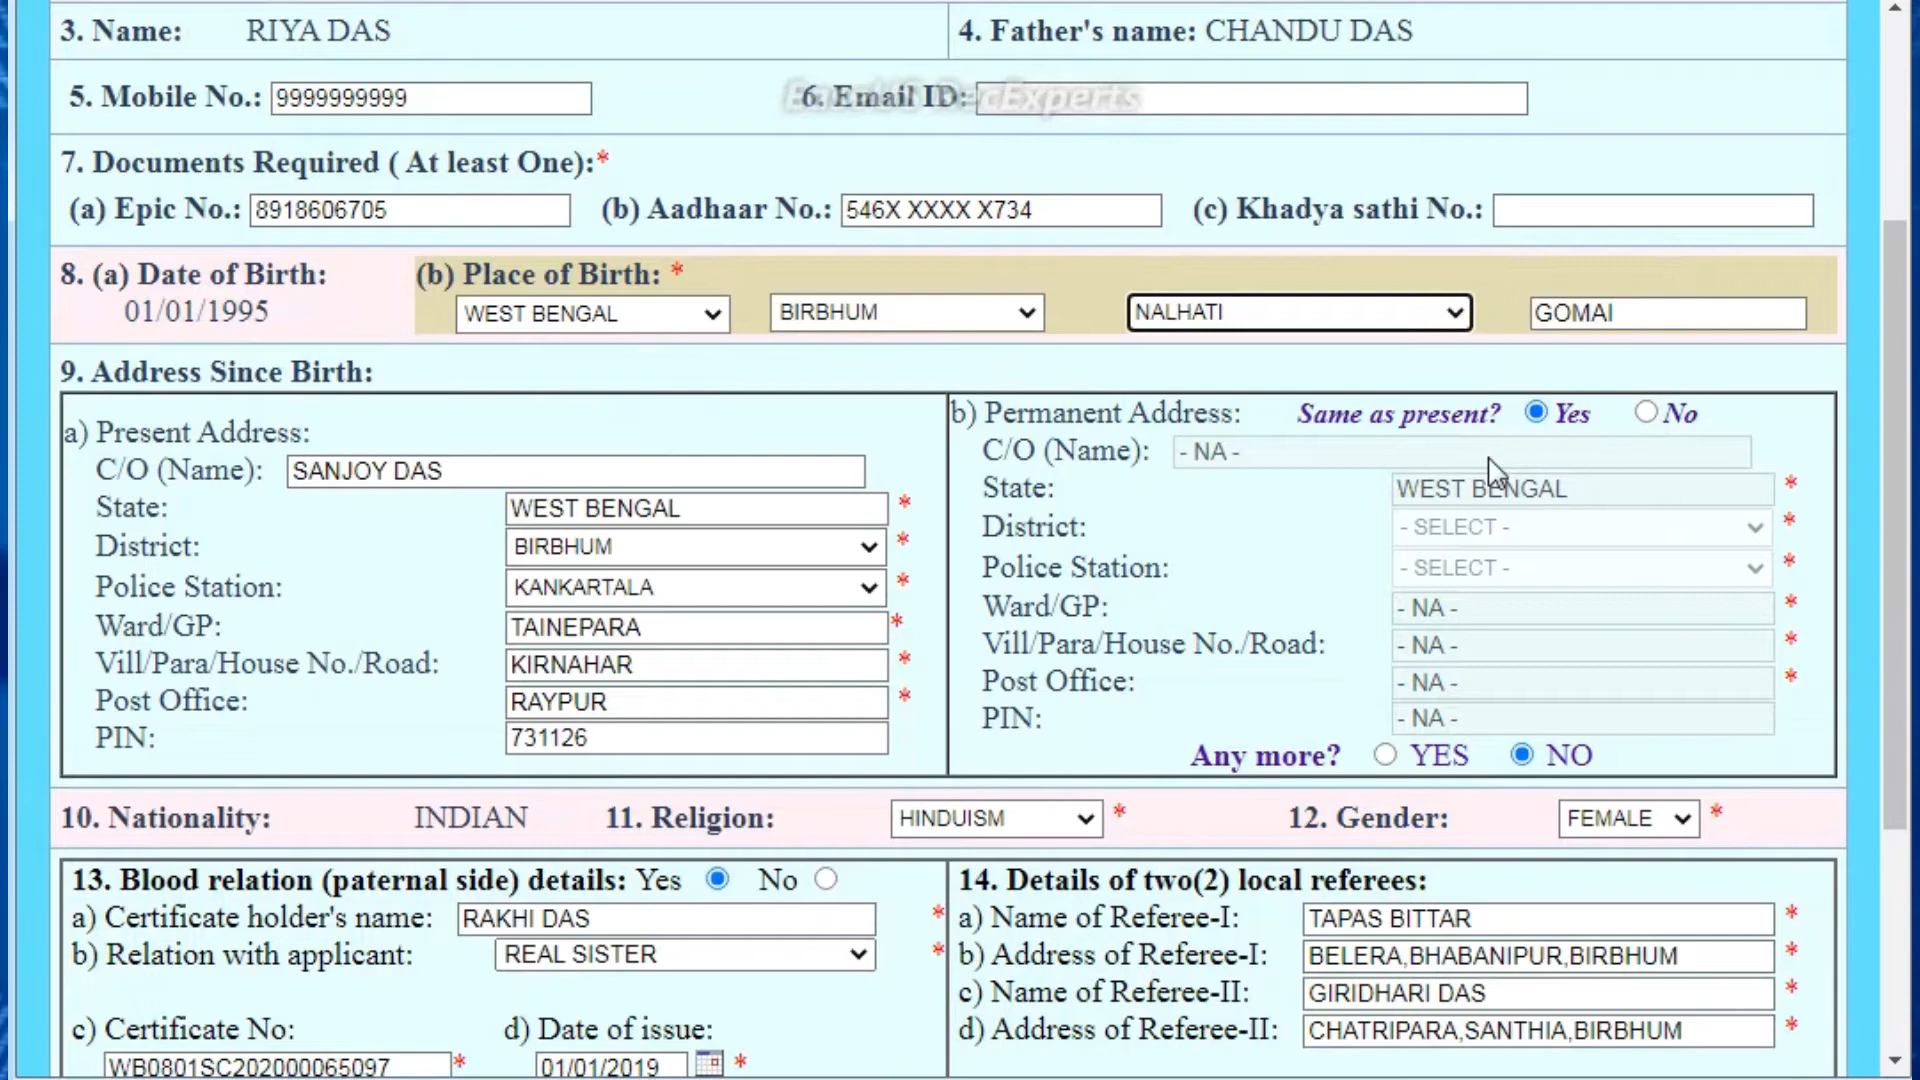 3. Name: RIYA DAS 4. Father's name: CHANDU DAS
5. Mobile No.: 9999999999 6. Email ID:
7. Documents Required ( At least One):*
(a) Epic No.: 8918606705 (b) Aadhaar No.: 546X XXXX X734 (c) Khadya sathi No.:
8. (a) Date of Birth: (b) Place of Birth: *
01/01/1995 WEST BENGAL BIRBHUM NALHATI GOMAI
9. Address Since Birth:
a) Present Address:
C/O (Name): SANJOY DAS
State: WEST BENGAL *
District: BIRBHUM *
Police Station: KANKARTALA *
Ward/GP: TAINEPARA *
Vill/Para/House No./Road: KIRNAHAR *
Post Office: RAYPUR *
PIN: 731126
b) Permanent Address: Same as present? Yes No
C/O (Name): - NA -
State: WEST BENGAL *
District: - SELECT - *
Police Station: - SELECT - *
Ward/GP: - NA - *
Vill/Para/House No./Road: - NA - *
Post Office: - NA - *
PIN: - NA -
Any more? YES NO
10. Nationality: INDIAN 11. Religion: HINDUISM * 12. Gender: FEMALE *
13. Blood relation (paternal side) details: Yes No
a) Certificate holder's name: RAKHI DAS *
b) Relation with applicant: REAL SISTER *
c) Certificate No: d) Date of issue:
WB0801SC202000065097 * 01/01/2019 *
14. Details of two(2) local referees:
a) Name of Referee-I: TAPAS BITTAR *
b) Address of Referee-I: BELERA,BHABANIPUR,BIRBHUM *
c) Name of Referee-II: GIRIDHARI DAS *
d) Address of Referee-II: CHATRIPARA,SANTHIA,BIRBHUM *